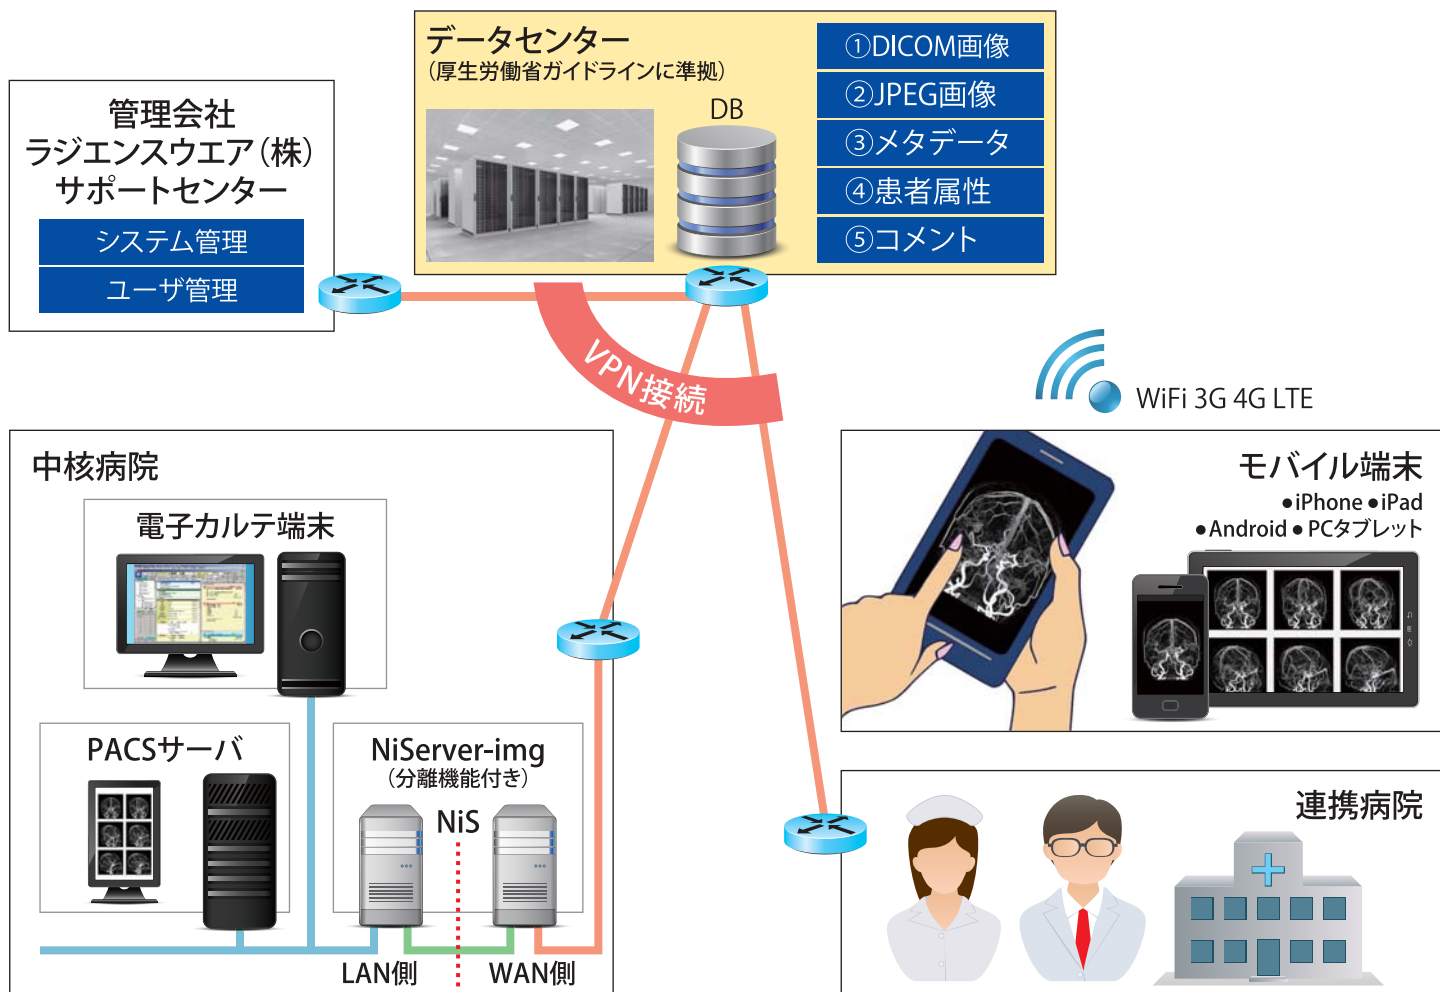 データセンター
（厚生労働省ガイドラインに準拠）
DB
①DICOM画像
②JPEG画像
③メタデータ
④患者属性
⑤コメント
管理会社
ラジエンスウエア（株）
サポートセンター
システム管理
ユーザ管理
VPN接続
WiFi 3G 4G LTE
中核病院
電子カルテ端末
PACSサーバ
NiServer-img
（分離機能付き）
NiS
LAN側
WAN側
モバイル端末
●iPhone ●iPad
●Android ● PCタブレット
連携病院